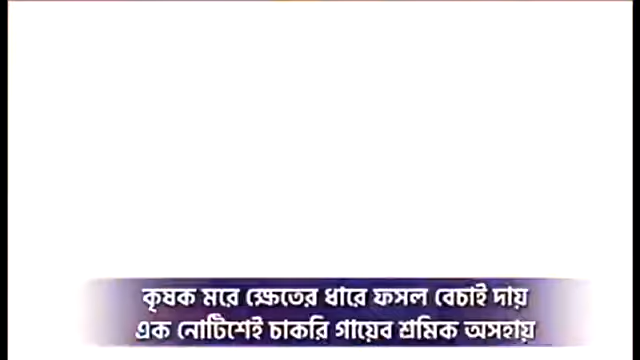 কৃষক মরে ক্ষেতের ধারে ফসল বেচাই দায়
এক নোটিশেই চাকরি গায়েব শ্রমিক অসহায়